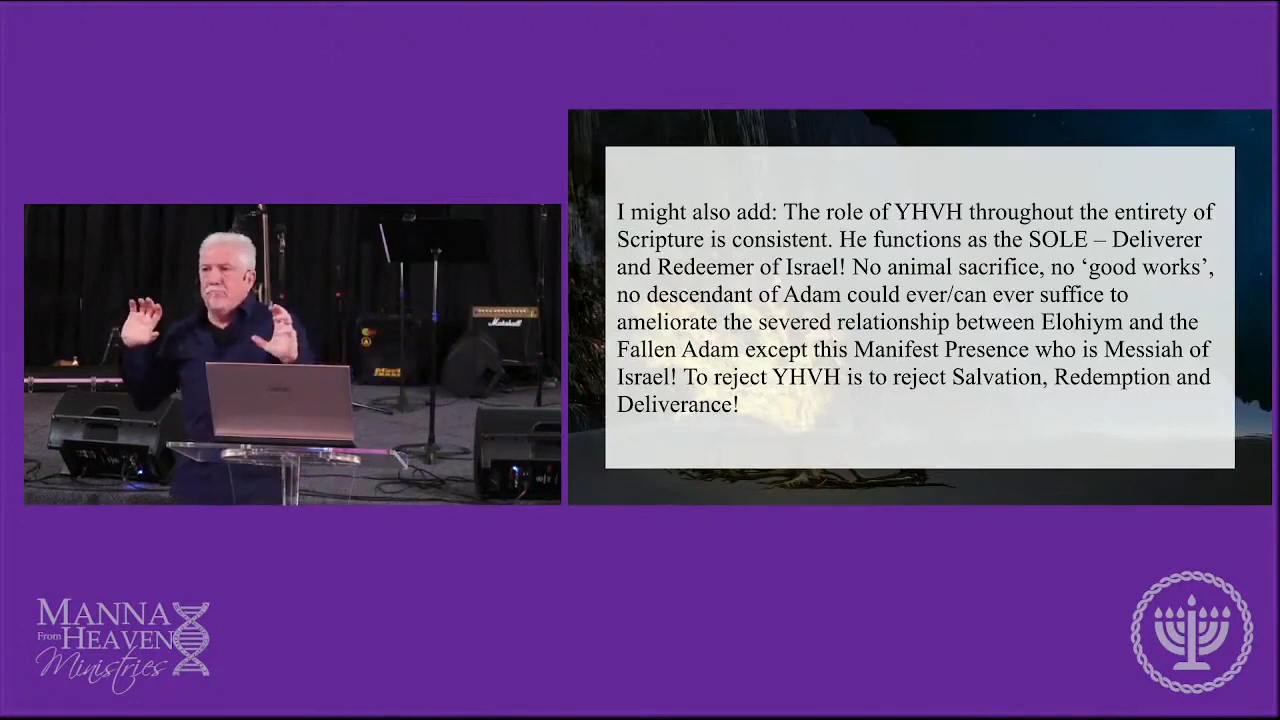 I might also add: The role of YHVH throughout the entirety of
Scripture is consistent. He functions as the SOLE – Deliverer
and Redeemer of Israel! No animal sacrifice, no ‘good works’,
no descendant of Adam could ever/can ever suffice to
ameliorate the severed relationship between Elohiym and the
Fallen Adam except this Manifest Presence who is Messiah of
Israel! To reject YHVH is to reject Salvation, Redemption and
Deliverance!
Marshall
MANNA
From HEAVEN
Ministries